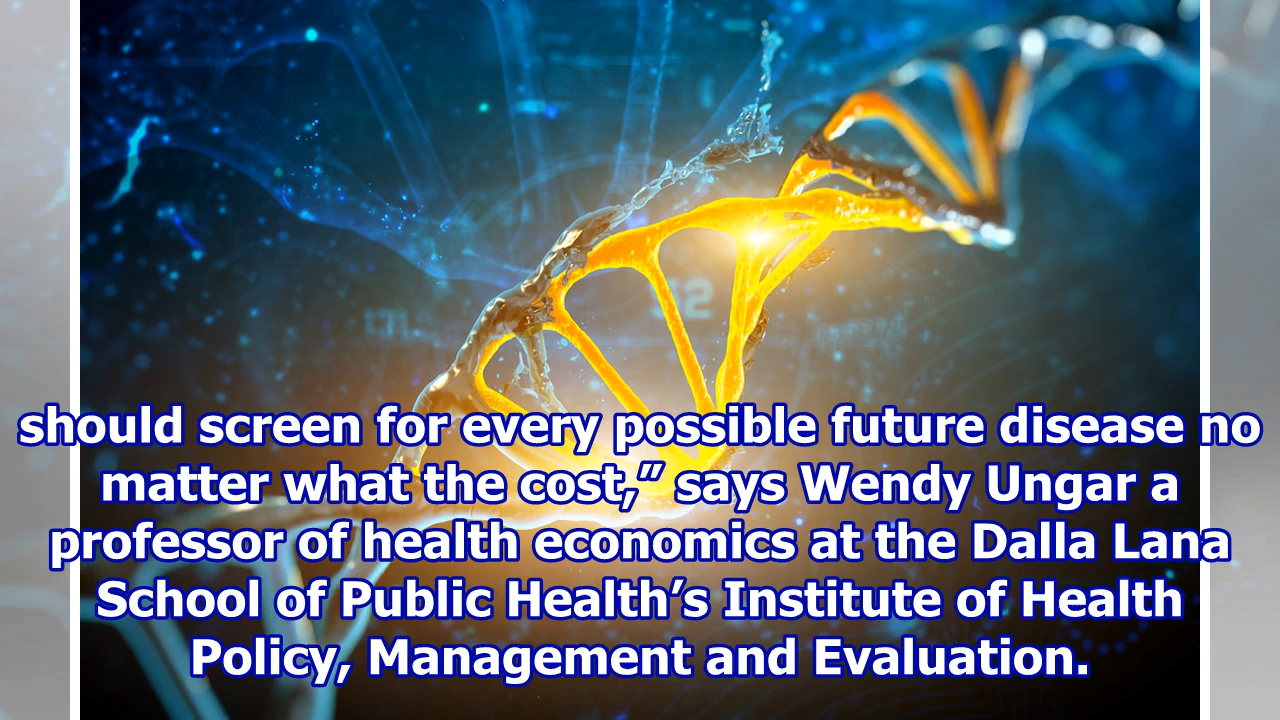 should screen for every possible future disease no
matter what the cost,” says Wendy Ungar a
professor of health economics at the Dalla Lana
School of Public Health’s Institute of Health
Policy, Management and Evaluation.